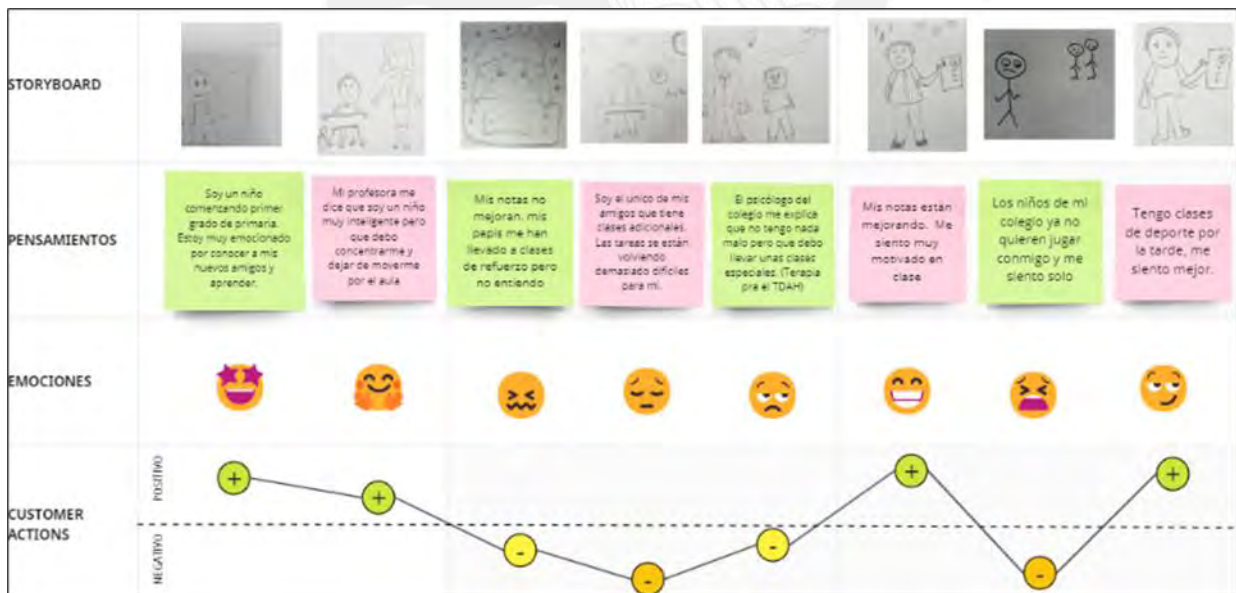 STORYBOARD
PENSAMIENTOS
Soy un niño
comenzando primer
grado de primaria.
Estoy muy emocionado
por conocer a mis
nuevos amigos y
aprender.
Mi profesora me
dice que soy un niño
muy inteligente pero
que debo
concentrarme y
dejar de moverme
por el aula
Mis notas no
mejoran, mis
papis me han
llevado a clases
de refuerzo pero
no entiendo
Soy el unico de mis
amigos que tiene
clases adicionales.
Las tareas se están
volviendo
demasiado difíciles
para mí.
El psicólogo del
colegio me explica
que no tengo nada
malo pero que debo
llevar unas clases
especiales. (Terapia
pra el TDAH)
Mis notas están
mejorando. Me
siento muy
motivado en
clase
Los niños de mi
colegio ya no
quieren jugar
conmigo y me
siento solo
Tengo clases
de deporte por
la tarde, me
siento mejor.
EMOCIONES
CUSTOMER
ACTIONS
POSITIVO
NEGATIVO
+
+
-
-
-
+
-
+